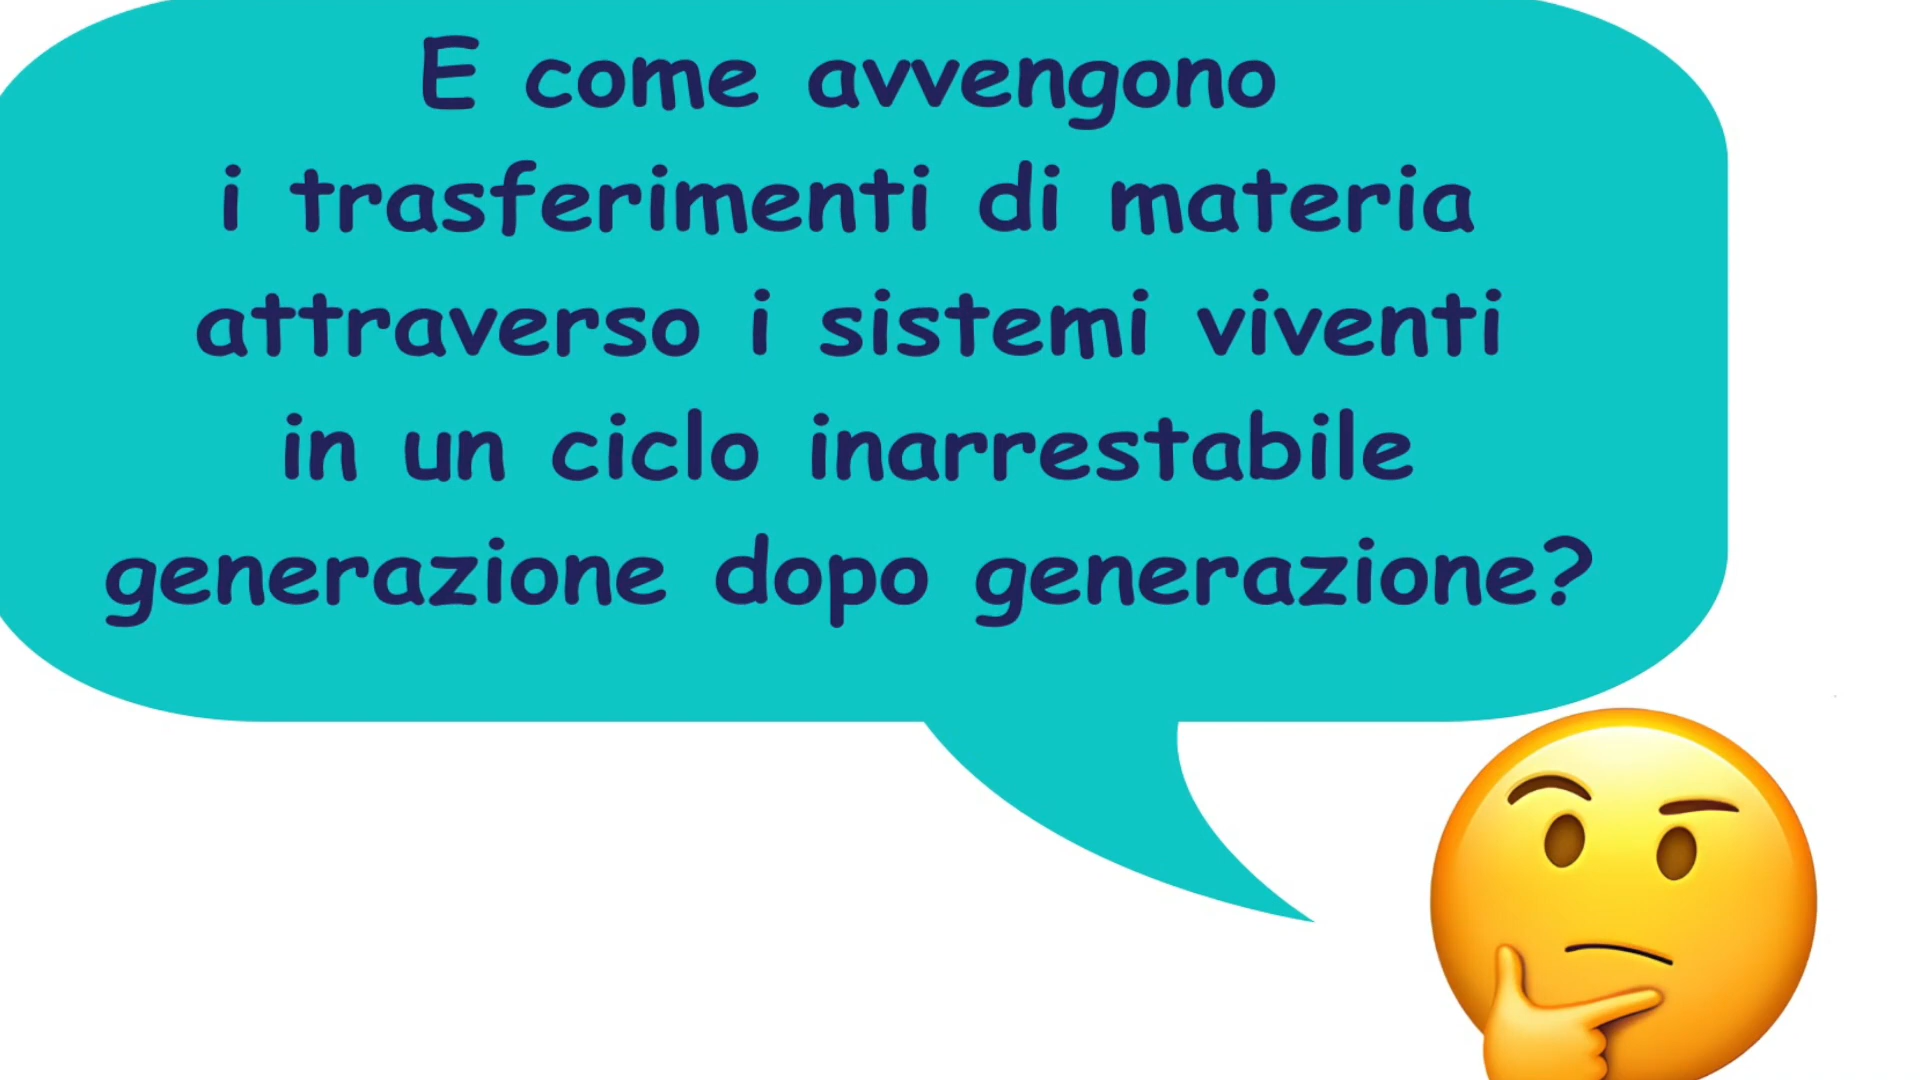 E come avvengono
i trasferimenti di materia
attraverso i sistemi viventi
in un ciclo inarrestabile
generazione dopo generazione?